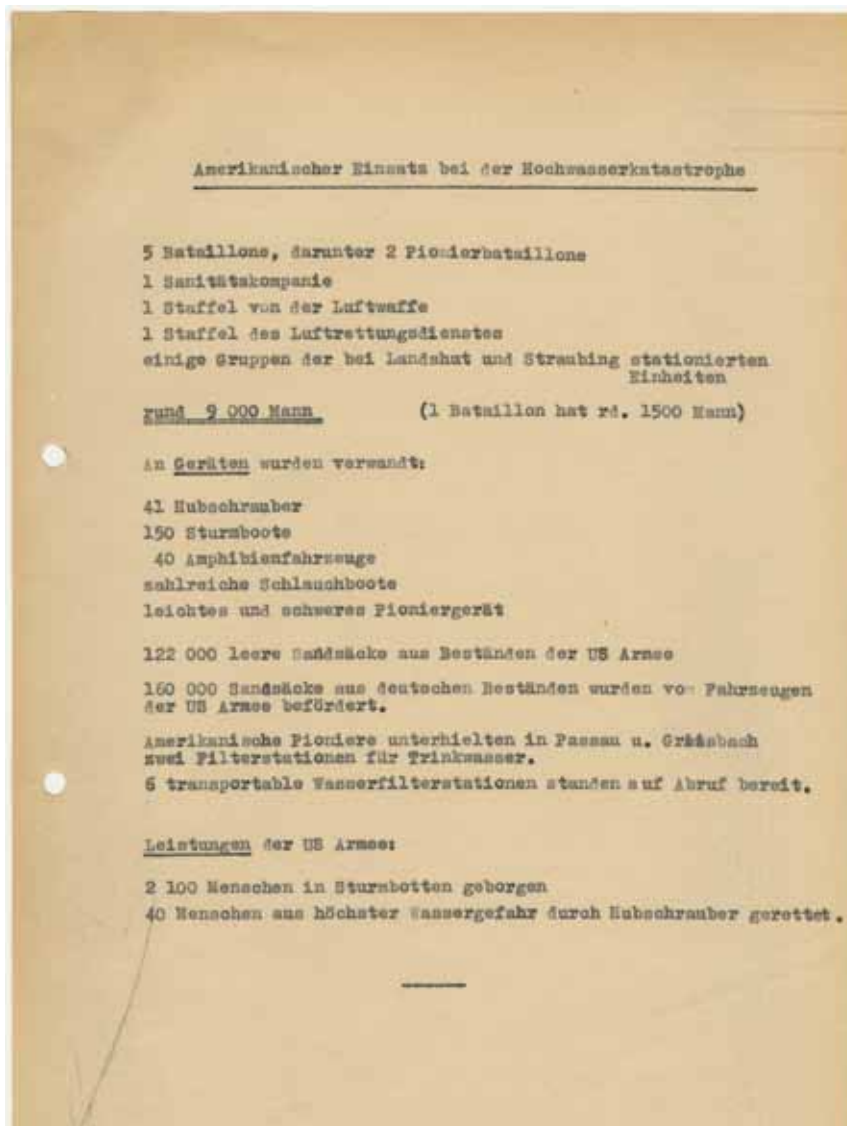 Amerikanischer Einsatz bei der Hochwasserkatastrophe
5 Bataillone, darunter 2 Pionierbataillone
1 Sanitätskompanie
1 Staffel von der Luftwaffe
1 Staffel des Luftrettungsdienstes
einige Gruppen der bei Landshut und Straubing stationierten
Einheiten
rund 9 000 Mann (1 Bataillon hat rd. 1500 Mann)
An Geräten wurden verwandt:
41 Hubschrauber
150 Sturmboote
40 Amphibienfahrzeuge
zahlreiche Schlauchboote
leichtes und schweres Pioniergerät
122 000 leere Sandsäcke aus Beständen der US Armee
160 000 Sandsäcke aus deutschen Beständen wurden von Fahrzeugen
der US Armee befördert.
Amerikanische Pioniere unterhielten in Passau u.
zwei Filterstationen für Trinkwasser.
6 transportable Wasserfilterstationen standen auf Abruf bereit.
Leistungen der US Armee:
2 100 Menschen in Sturmbotten geborgen
40 Menschen aus höchster Wassergefahr durch Hubschrauber gerettet.